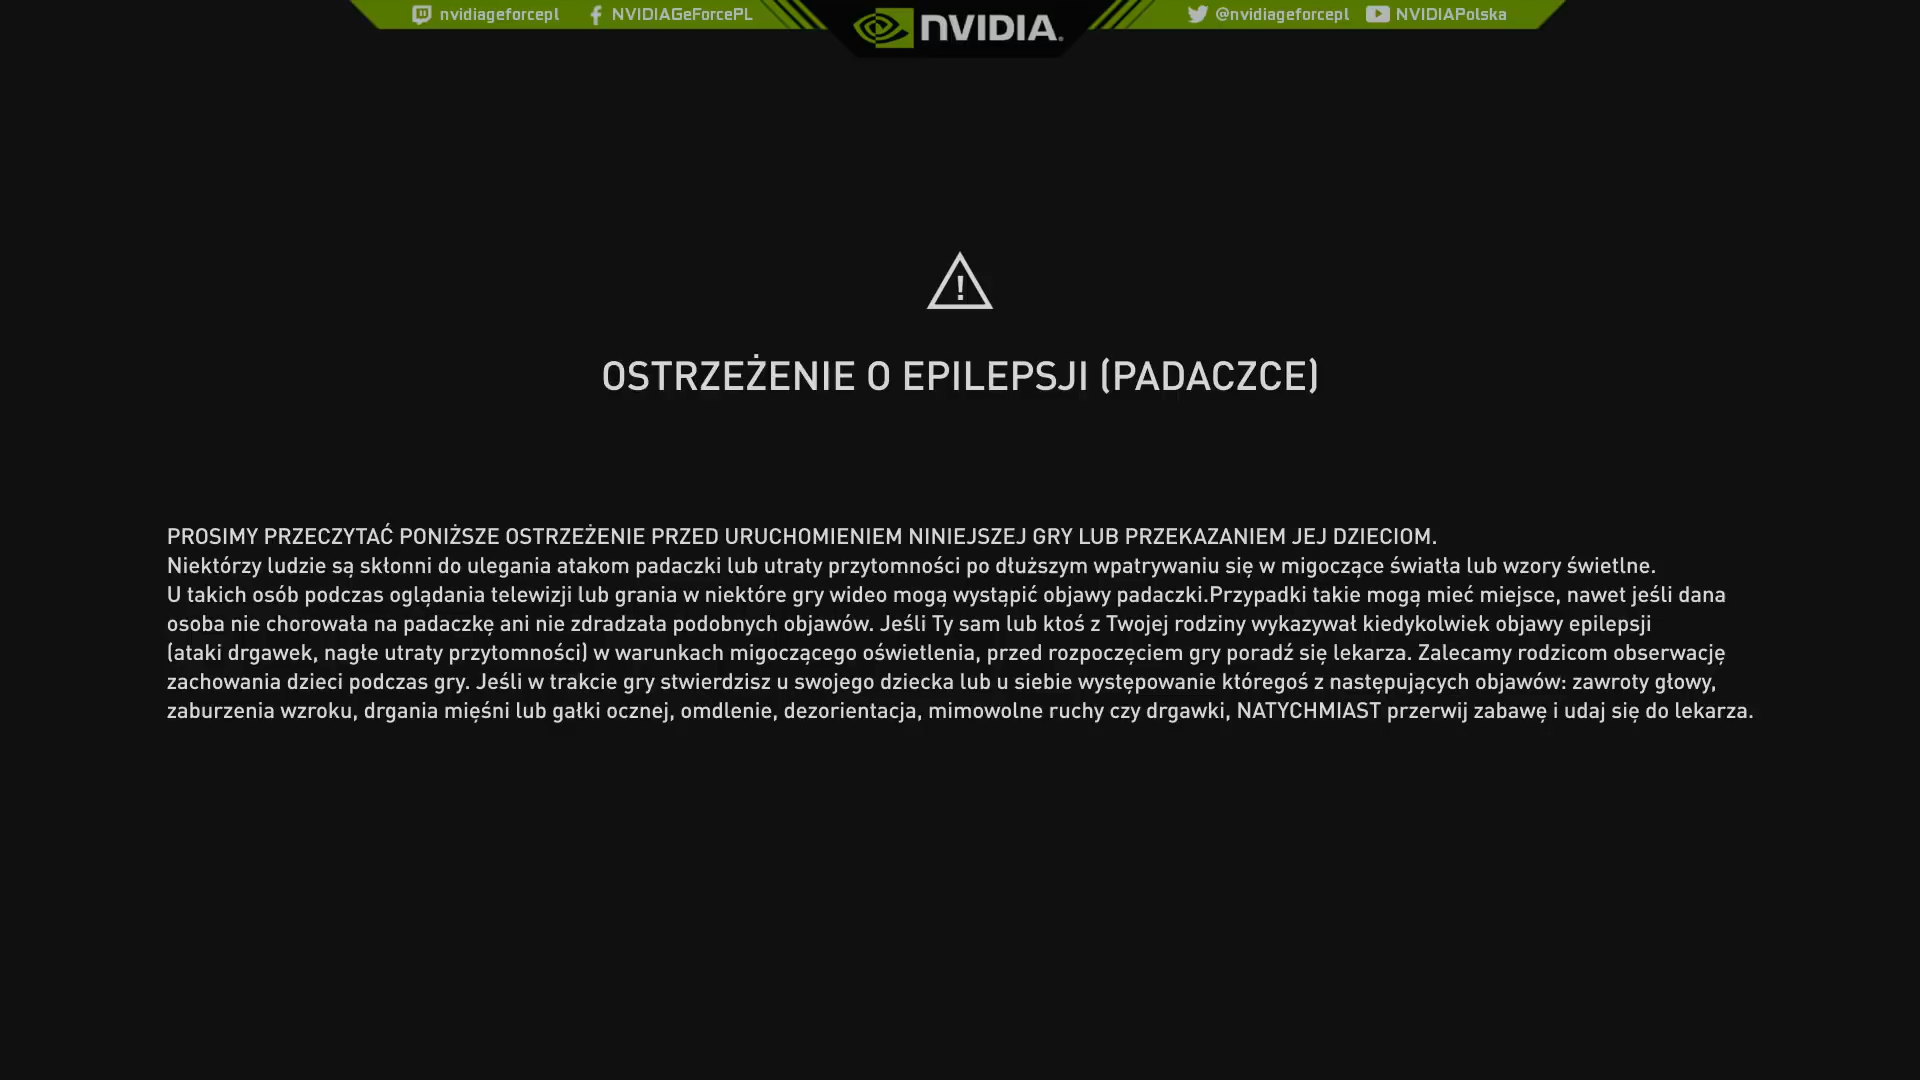 nvidiageforcepl NVIDIAGeForcePL NVIDIA. @nvidiageforcepl NVIDIAPolska
OSTRZEŻENIE O EPILEPSJI (PADACZCE)
PROSIMY PRZECZYTAĆ PONIŻSZE OSTRZEŻENIE PRZED URUCHOMIENIEM NINIEJSZEJ GRY LUB PRZEKAZANIEM JEJ DZIECIOM.
Niektórzy ludzie są skłonni do ulegania atakom padaczki lub utraty przytomności po dłuższym wpatrywaniu się w migoczące światła lub wzory świetlne.
U takich osób podczas oglądania telewizji lub grania w niektóre gry wideo mogą wystąpić objawy padaczki.Przypadki takie mogą mieć miejsce, nawet jeśli dana
osoba nie chorowała na padaczkę ani nie zdradzała podobnych objawów. Jeśli Ty sam lub ktoś z Twojej rodziny wykazywał kiedykolwiek objawy epilepsji
(ataki drgawek, nagłe utraty przytomności) w warunkach migoczącego oświetlenia, przed rozpoczęciem gry poradź się lekarza. Zalecamy rodzicom obserwację
zachowania dzieci podczas gry. Jeśli w trakcie gry stwierdzisz u swojego dziecka lub u siebie występowanie któregoś z następujących objawów: zawroty głowy,
zaburzenia wzroku, drgania mięśni lub gałki ocznej, omdlenie, dezorientacja, mimowolne ruchy czy drgawki, NATYCHMIAST przerwij zabawę i udaj się do lekarza.